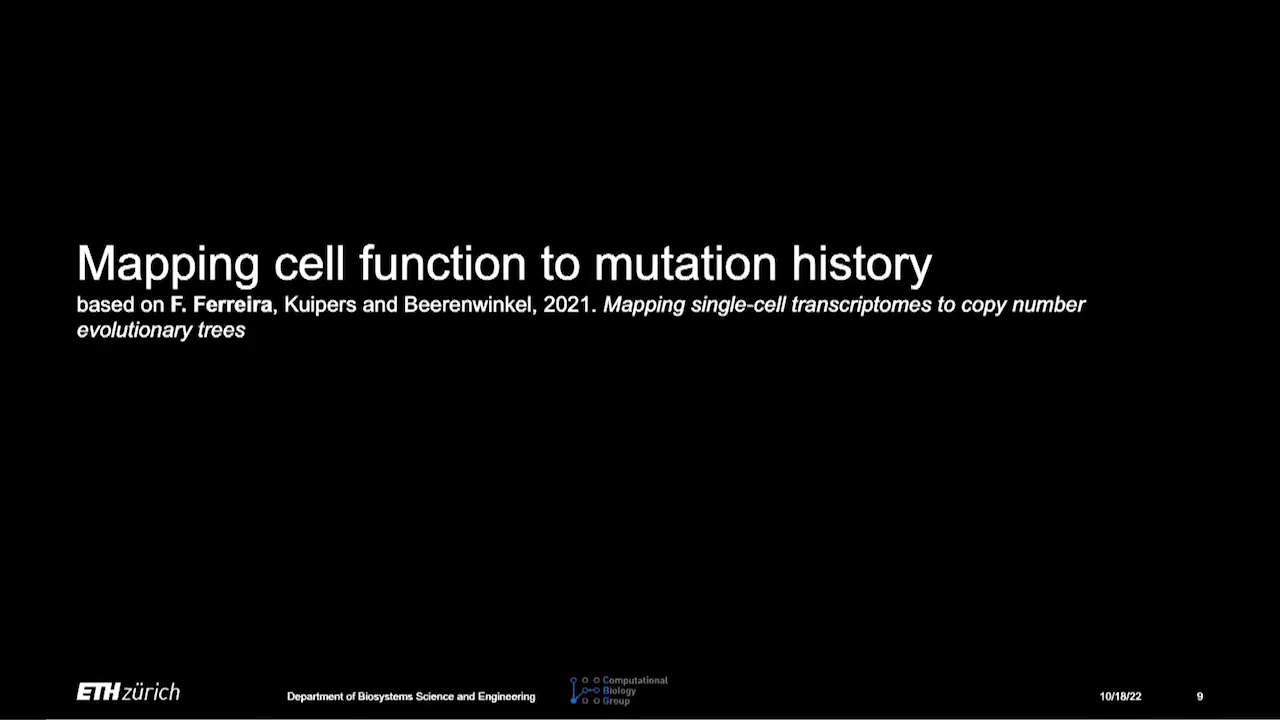 Mapping cell function to mutation history
based on F. Ferreira, Kuipers and Beerenwinkel, 2021. Mapping single-cell transcriptomes to copy number
evolutionary trees
ETH zürich
Department of Biosystems Science and Engineering
Computational
Biology
Group
10/18/22
9